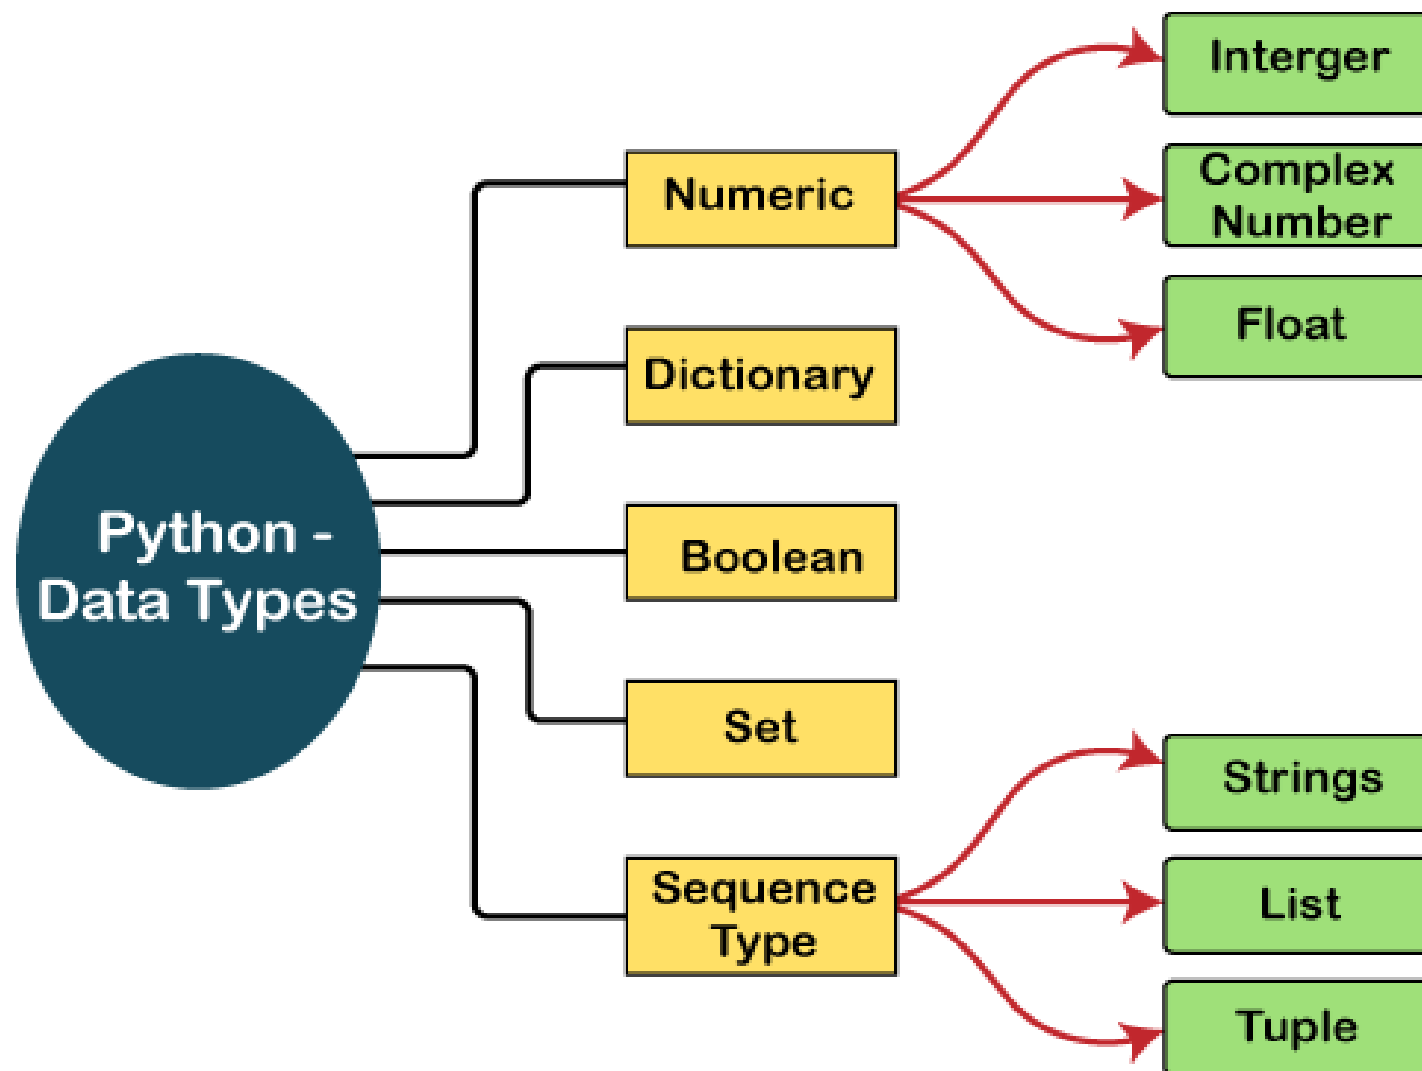 Python -
Data Types
Numeric
Dictionary
Boolean
Set
Sequence
Type
Interger
Complex
Number
Float
Strings
List
Tuple